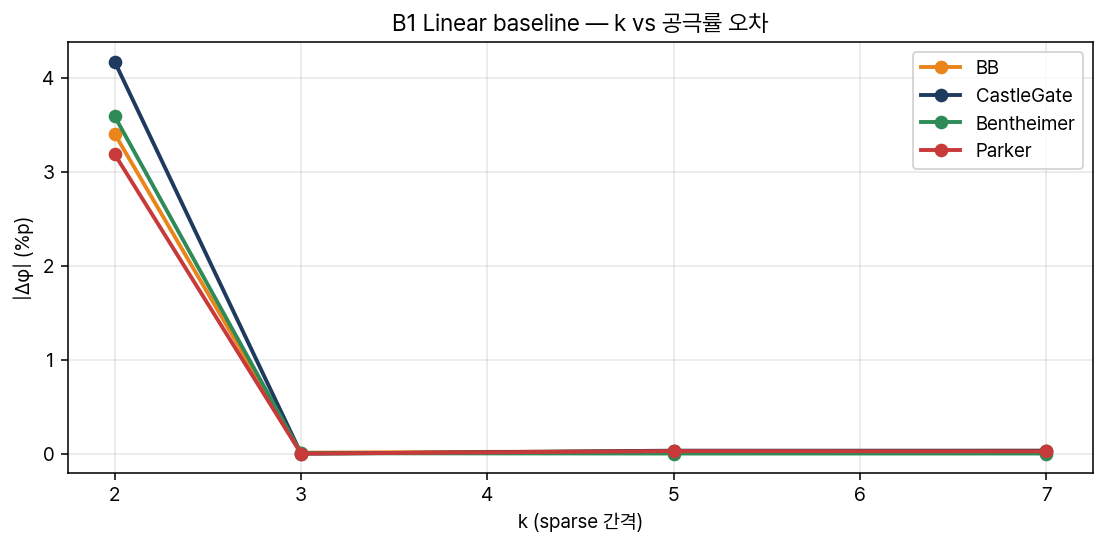 B1 Linear baseline — k vs 공극률 오차
BB
CastleGate
Bentheimer
Parker
|Δφ| (%p)
4
3
2
1
0
2
3
4
5
6
7
k (sparse 간격)